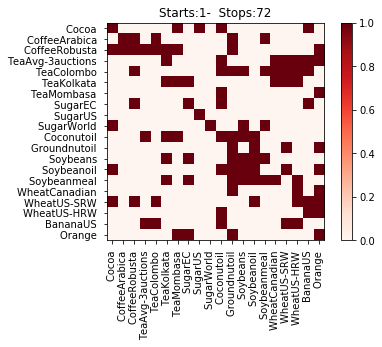 Starts:1- Stops:72
Cocoa
CoffeeArabica
CoffeeRobusta
TeaAvg-3auctions
TeaColombo
TeaKolkata
TeaMombasa
SugarEC
SugarUS
SugarWorld
Coconutoil
Groundnutoil
Soybeans
Soybeanoil
Soybeanmeal
WheatCanadian
WheatUS-SRW
WheatUS-HRW
BananaUS
Orange
1.0
0.8
0.6
0.4
0.2
0.0
Cocoa
CoffeeArabica
CoffeeRobusta
TeaAvg-3auctions
TeaColombo
TeaKolkata
TeaMombasa
SugarEC
SugarUS
SugarWorld
Coconutoil
Groundnutoil
Soybeans
Soybeanoil
Soybeanmeal
WheatCanadian
WheatUS-SRW
WheatUS-HRW
BananaUS
Orange